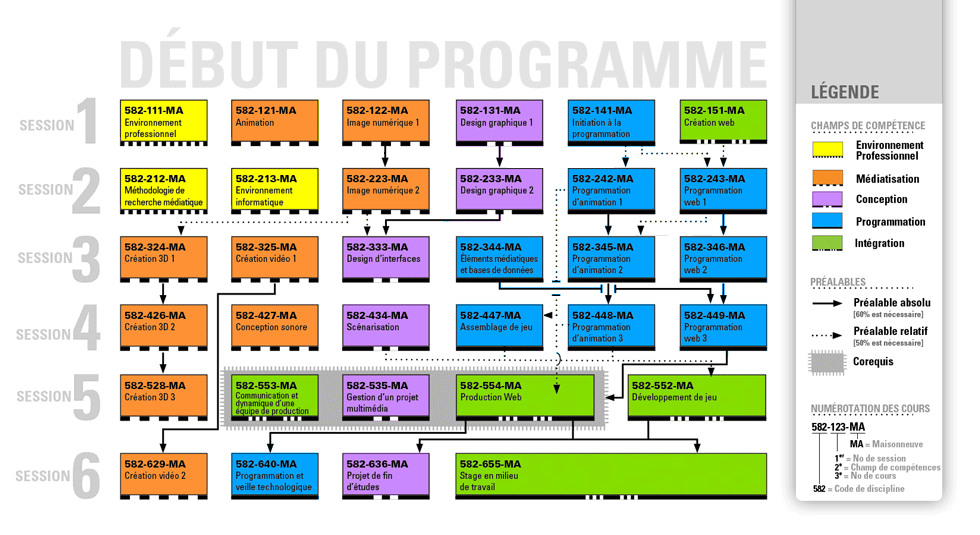 DÉBUT DU PROGRAMME
SESSION 1
582-111-MA
Environnement
professionnel
582-121-MA
Animation
582-122-MA
Image numérique 1
582-131-MA
Design graphique 1
582-141-MA
Initiation à la
programmation
582-151-MA
Création web
SESSION 2
582-212-MA
Méthodologie de
recherche médiatique
582-213-MA
Environnement
informatique
582-223-MA
Image numérique 2
582-233-MA
Design graphique 2
582-242-MA
Programmation
d'animation 1
582-243-MA
Programmation
web 1
SESSION 3
582-324-MA
Création 3D 1
582-325-MA
Création vidéo 1
582-333-MA
Design d'interfaces
582-344-MA
Éléments médiatiques
et bases de données
582-345-MA
Programmation
d'animation 2
582-346-MA
Programmation
web 2
SESSION 4
582-426-MA
Création 3D 2
582-427-MA
Conception sonore
582-434-MA
Scénarisation
582-447-MA
Assemblage de jeu
582-448-MA
Programmation
d'animation 3
582-449-MA
Programmation
web 3
SESSION 5
582-528-MA
Création 3D 3
582-553-MA
Communication et
dynamique d'une
équipe de production
582-535-MA
Gestion d'un projet
multimédia
582-554-MA
Production Web
582-552-MA
Développement de jeu
SESSION 6
582-629-MA
Création vidéo 2
582-640-MA
Programmation et
veille technologique
582-636-MA
Projet de fin
d'études
582-655-MA
Stage en milieu
de travail
LÉGENDE
CHAMPS DE COMPÉTENCE
Environnement
Professionnel
Médiatisation
Conception
Programmation
Intégration
PRÉALABLES
Préalable absolu
[60% est nécessaire]
Préalable relatif
[50% est nécessaire]
Corequis
NUMÉROTATION DES COURS
582-123-MA
MA = Maisonneuve
1er = No de session
2e = Champ de compétences
3e = No de cours
582 = Code de discipline